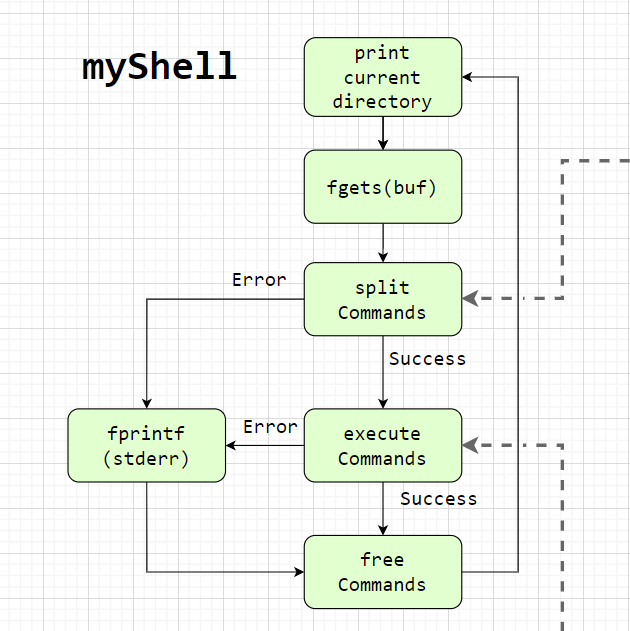 myShell
print
current
directory
fgets(buf)
Error
split
Commands
Success
fprintf
(stderr)
Error
execute
Commands
Success
free
Commands